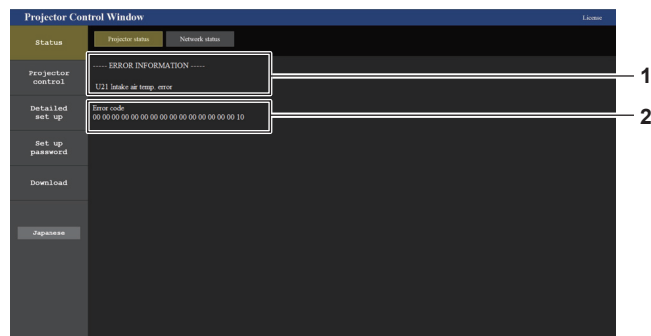 Projector Control Window
License
Status
Projector status
Network status
----- ERROR INFORMATION -----
U21 Intake air temp. error
1
Error code
00 00 00 00 00 00 00 00 00 00 00 00 00 00 00 10
2
Projector
control
Detailed
set up
Set up
password
Download
Japanese